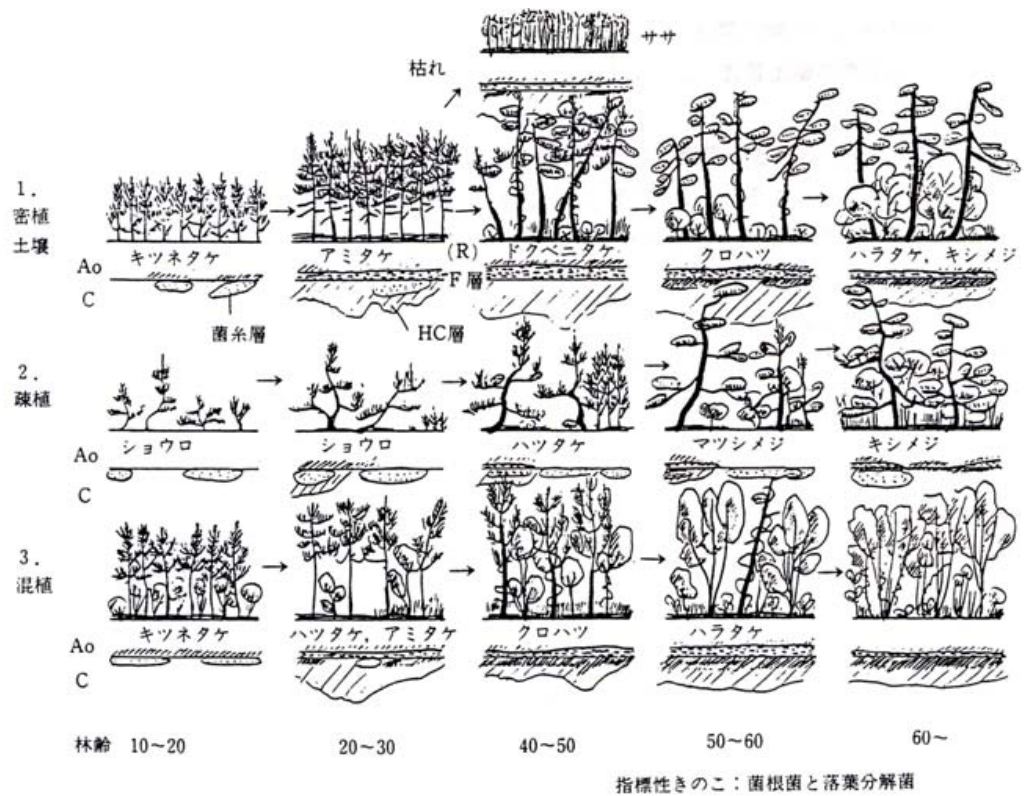 ササ
枯れ
1.
密植
土壌
キツネタケ
アミタケ
(R)
ドクベニタケ
クロハツ
ハラタケ，キシメジ
Ao
F層
C
菌糸層
HC層
2.
疎植
ショウロ
ショウロ
ハツタケ
マツシメジ
キシメジ
Ao
C
3.
混植
キツネタケ
ハツタケ，アミタケ
クロハツ
ハラタケ
Ao
C
林齢 10～20 20～30 40～50 50～60 60～
指標性きのこ：菌根菌と落葉分解菌